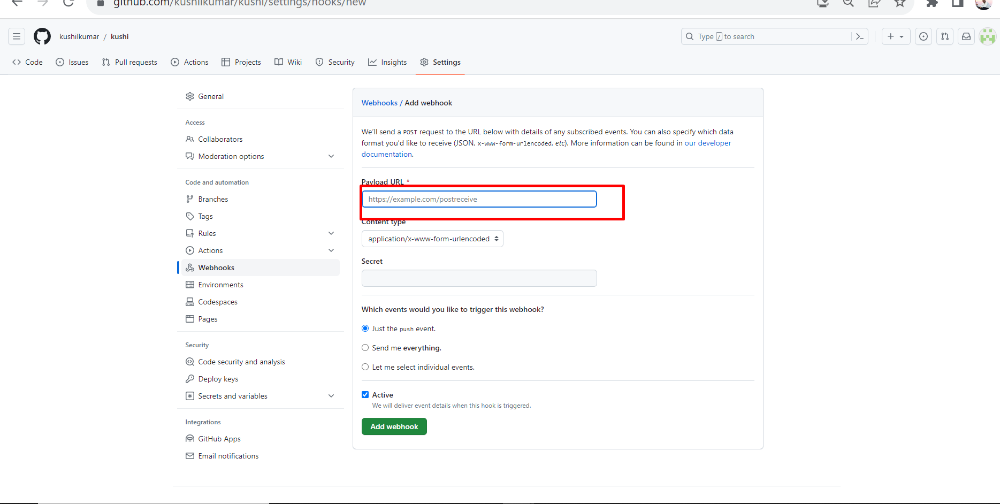 github.com/kushilkumar/kushi/settings/hooks/new
kushilkumar / kushi
Type / to search
Code
Issues
Pull requests
Actions
Projects
Wiki
Security
Insights
Settings
General
Access
Collaborators
Moderation options
Code and automation
Branches
Tags
Rules
Actions
Webhooks
Environments
Codespaces
Pages
Security
Code security and analysis
Deploy keys
Secrets and variables
Integrations
GitHub Apps
Email notifications
Webhooks / Add webhook
We'll send a POST request to the URL below with details of any subscribed events. You can also specify which data
format you'd like to receive (JSON, x-www-form-urlencoded, etc). More information can be found in our developer
documentation.
Payload URL *
https://example.com/postreceive
Content type
application/x-www-form-urlencoded
Secret
Which events would you like to trigger this webhook?
Just the push event.
Send me everything.
Let me select individual events.
Active
We will deliver event details when this hook is triggered.
Add webhook